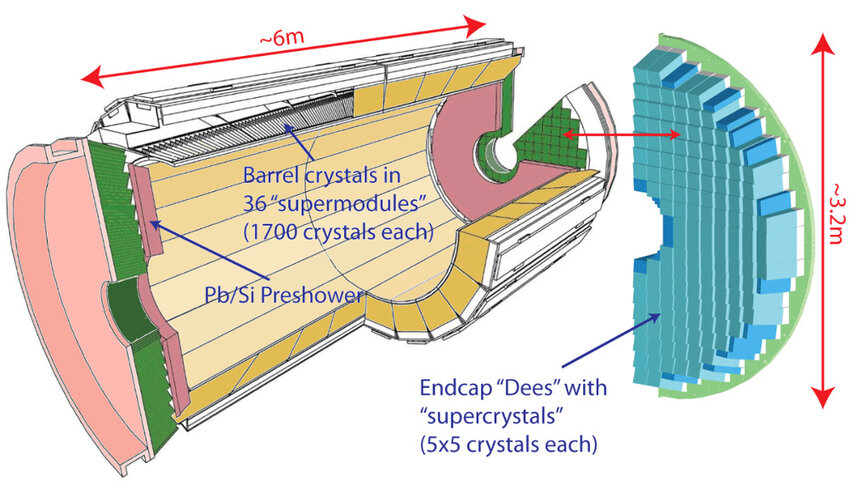 ~6m
Barrel crystals in
36 “supermodules”
(1700 crystals each)
Pb/Si Preshower
~3.2m
Endcap “Dees” with
“supercrystals”
(5x5 crystals each)